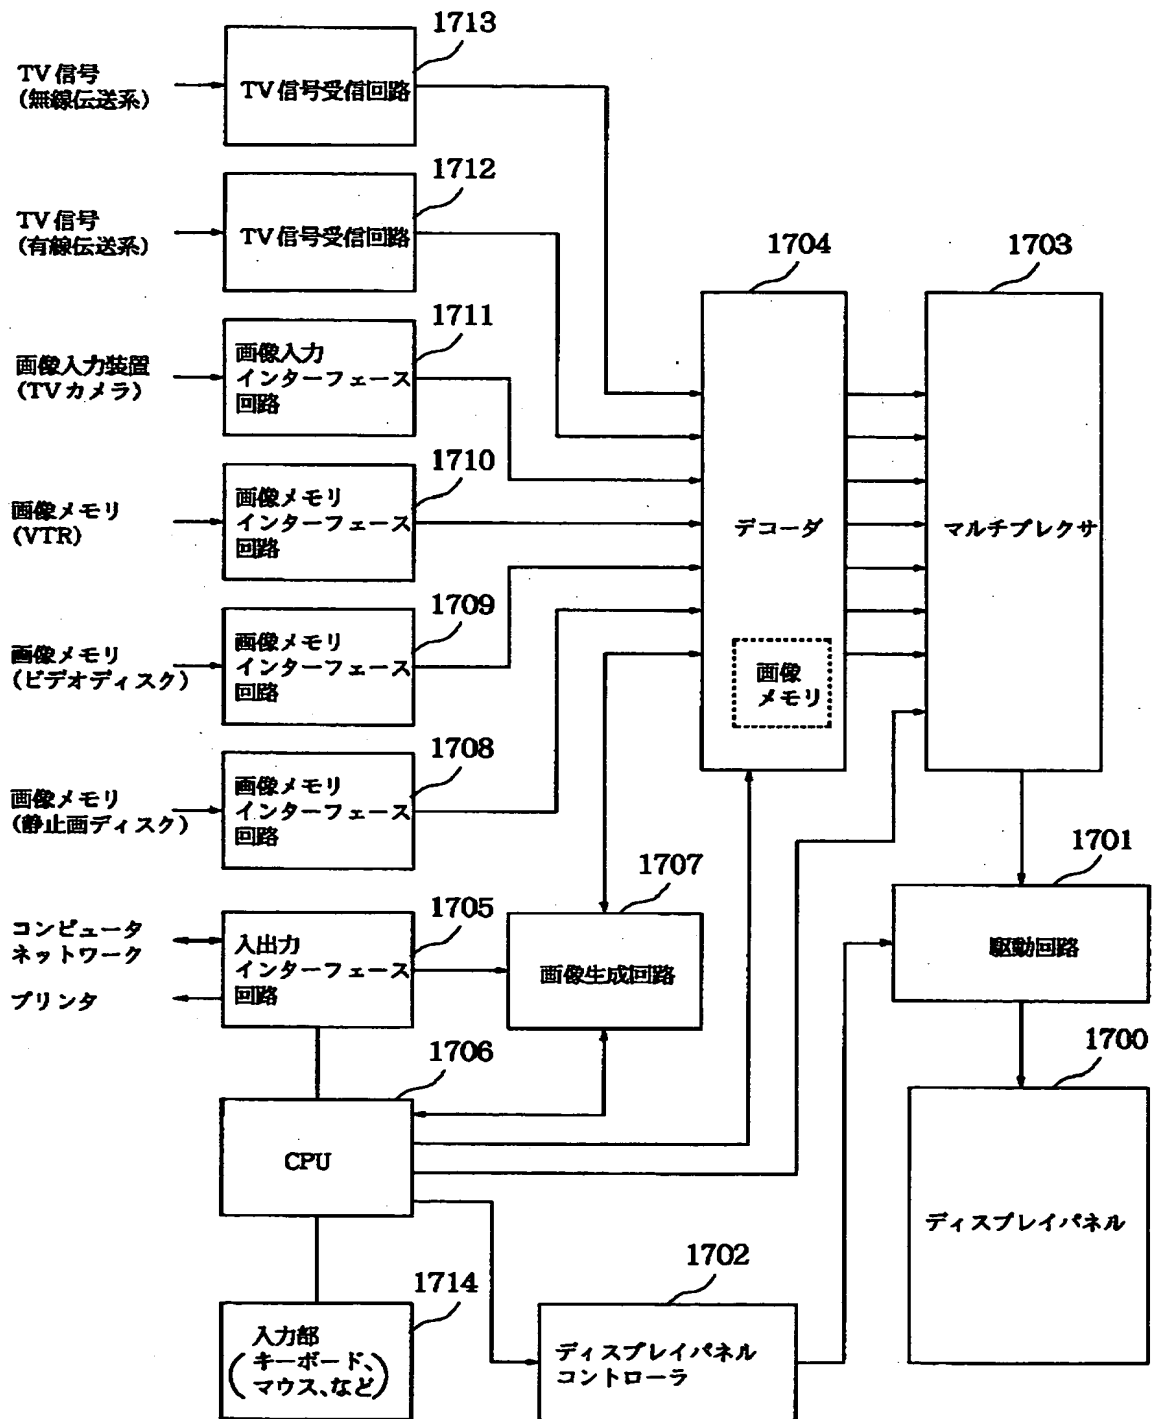 1713
TV信号
(無線伝送系)
TV信号受信回路
1712
TV信号
(有線伝送系)
TV信号受信回路
1711
画像入力装置
(TVカメラ)
画像入力
インターフェース
回路
1710
画像メモリ
(VTR)
画像メモリ
インターフェース
回路
1709
画像メモリ
(ビデオディスク)
画像メモリ
インターフェース
回路
1708
画像メモリ
(静止画ディスク)
画像メモリ
インターフェース
回路
1704
デコーダ
画像
メモリ
1703
マルチプレクサ
1705
コンピュータ
ネットワーク
プリンタ
入出力
インターフェース
回路
1707
画像生成回路
1701
駆動回路
1706
CPU
1700
ディスプレイパネル
1714
入力部
(キーボード、
マウス、など)
1702
ディスプレイパネル
コントローラ